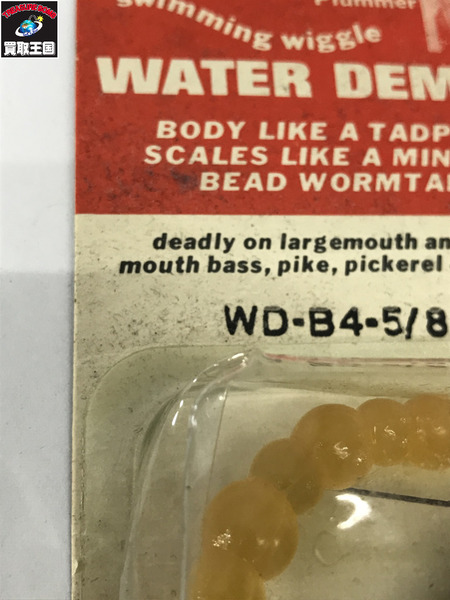 買取王国
Plummer
swimming wiggle
WATER DEM
BODY LIKE A TADP
SCALES LIKE A MIN
BEAD WORMTA
deadly on largemouth an
mouth bass, pike, pickerel
WD-B4-5/8